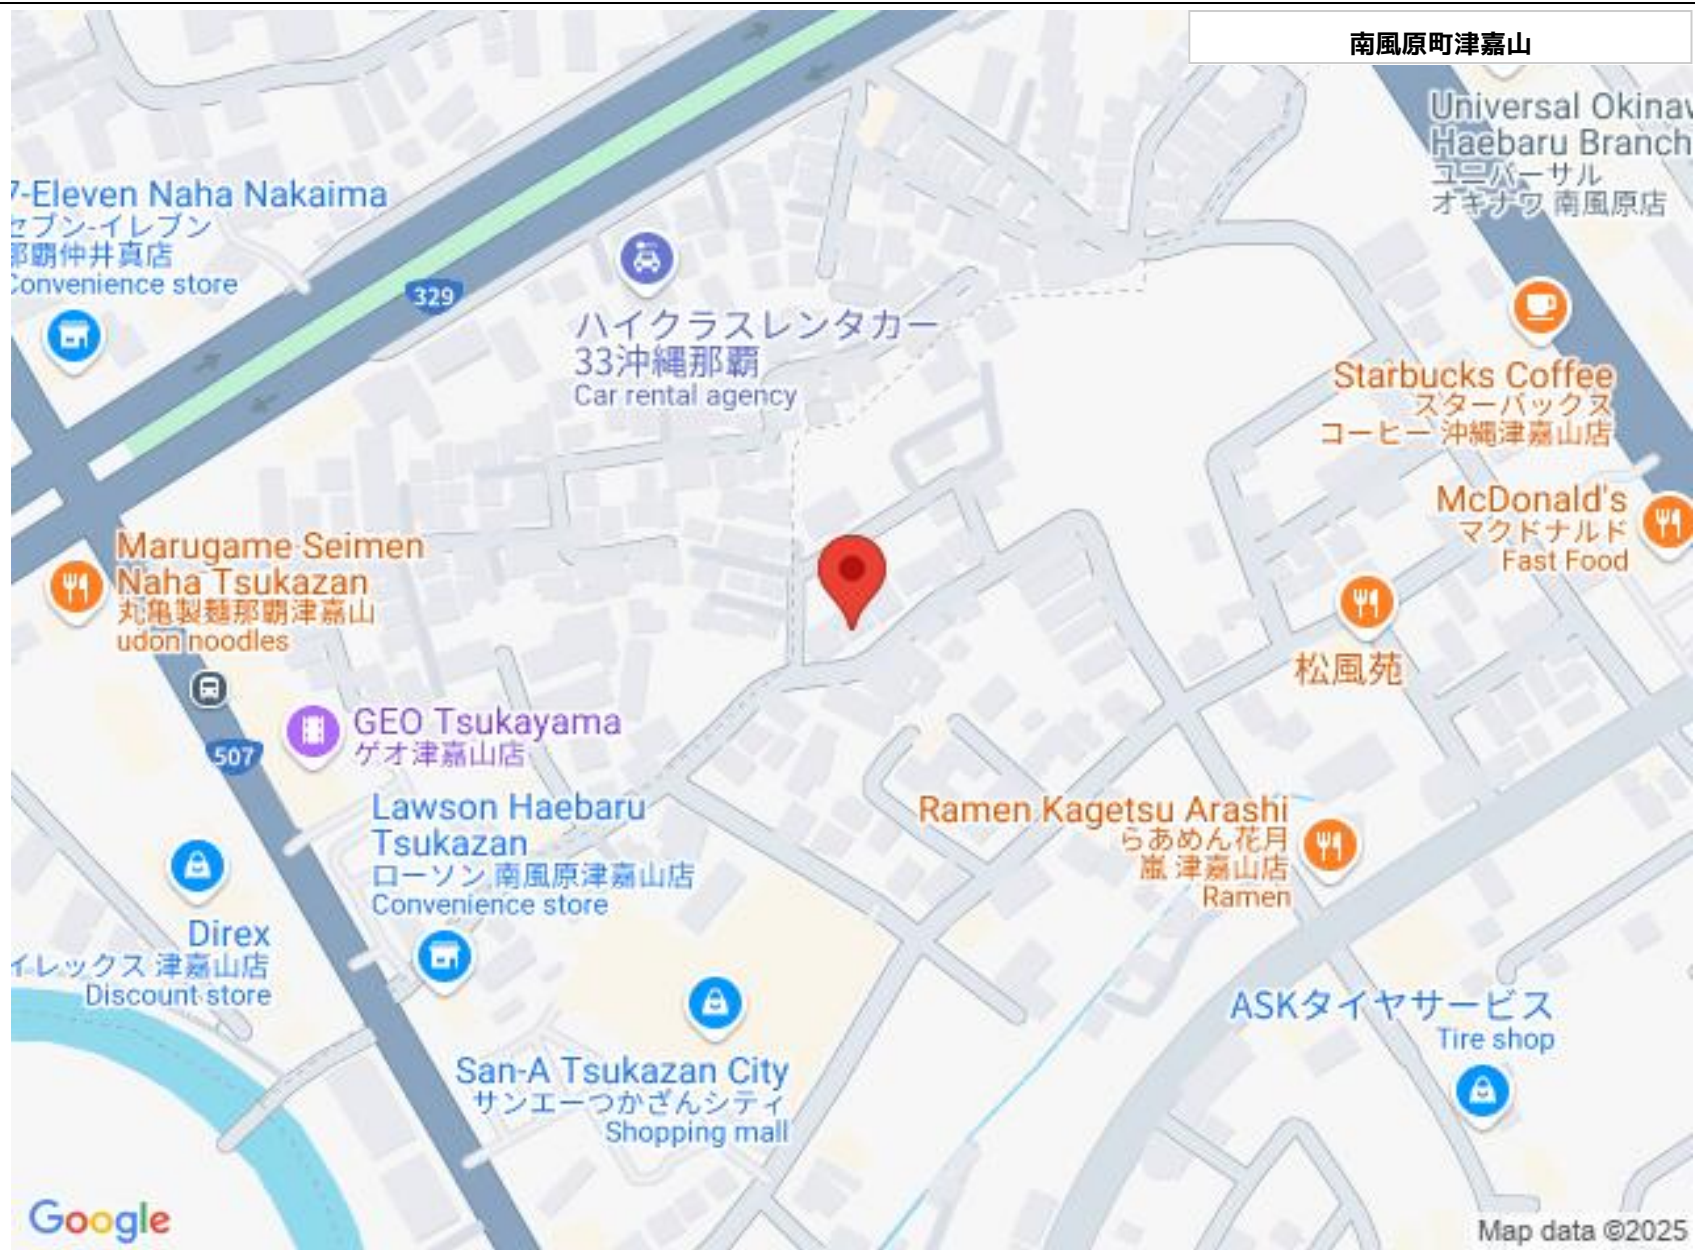 南風原町津嘉山
Universal Okinaw
Haebaru Branch
ユニバーサル
オキナワ 南風原店
7-Eleven Naha Nakaima
セブン-イレブン
那覇仲井真店
Convenience store
329
ハイクラスレンタカー
33沖縄那覇
Car rental agency
Starbucks Coffee
スターバックス
コーヒー 沖縄津嘉山店
McDonald's
マクドナルド
Fast Food
Marugame Seimen
Naha Tsukazan
丸亀製麺那覇津嘉山
udon noodles
松風苑
GEO Tsukayama
ゲオ津嘉山店
507
Lawson Haebaru
Tsukazan
ローソン 南風原津嘉山店
Convenience store
Ramen Kagetsu Arashi
らあめん花月
嵐 津嘉山店
Ramen
Direx
イレックス 津嘉山店
Discount store
ASKタイヤサービス
Tire shop
San-A Tsukazan City
サンエーつかざんシティ
Shopping mall
Google
Map data ©2025